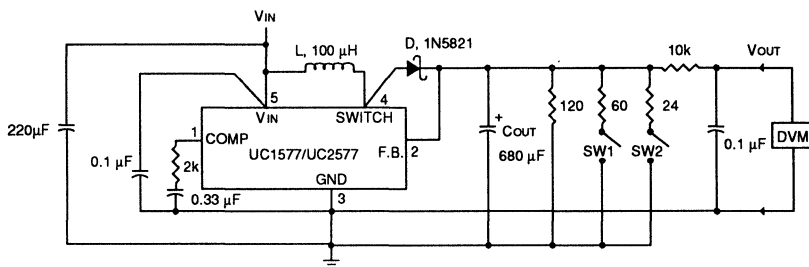 VIN
L, 100 µH
D, 1N5821
10k
VOUT
5
4
VIN
SWITCH
1
COMP
220µF
2k
UC1577/UC2577
F.B.
2
+
COUT
680 µF
120
60
24
SW1
SW2
0.1 µF
DVM
0.1 µF
GND
0.33 µF
3